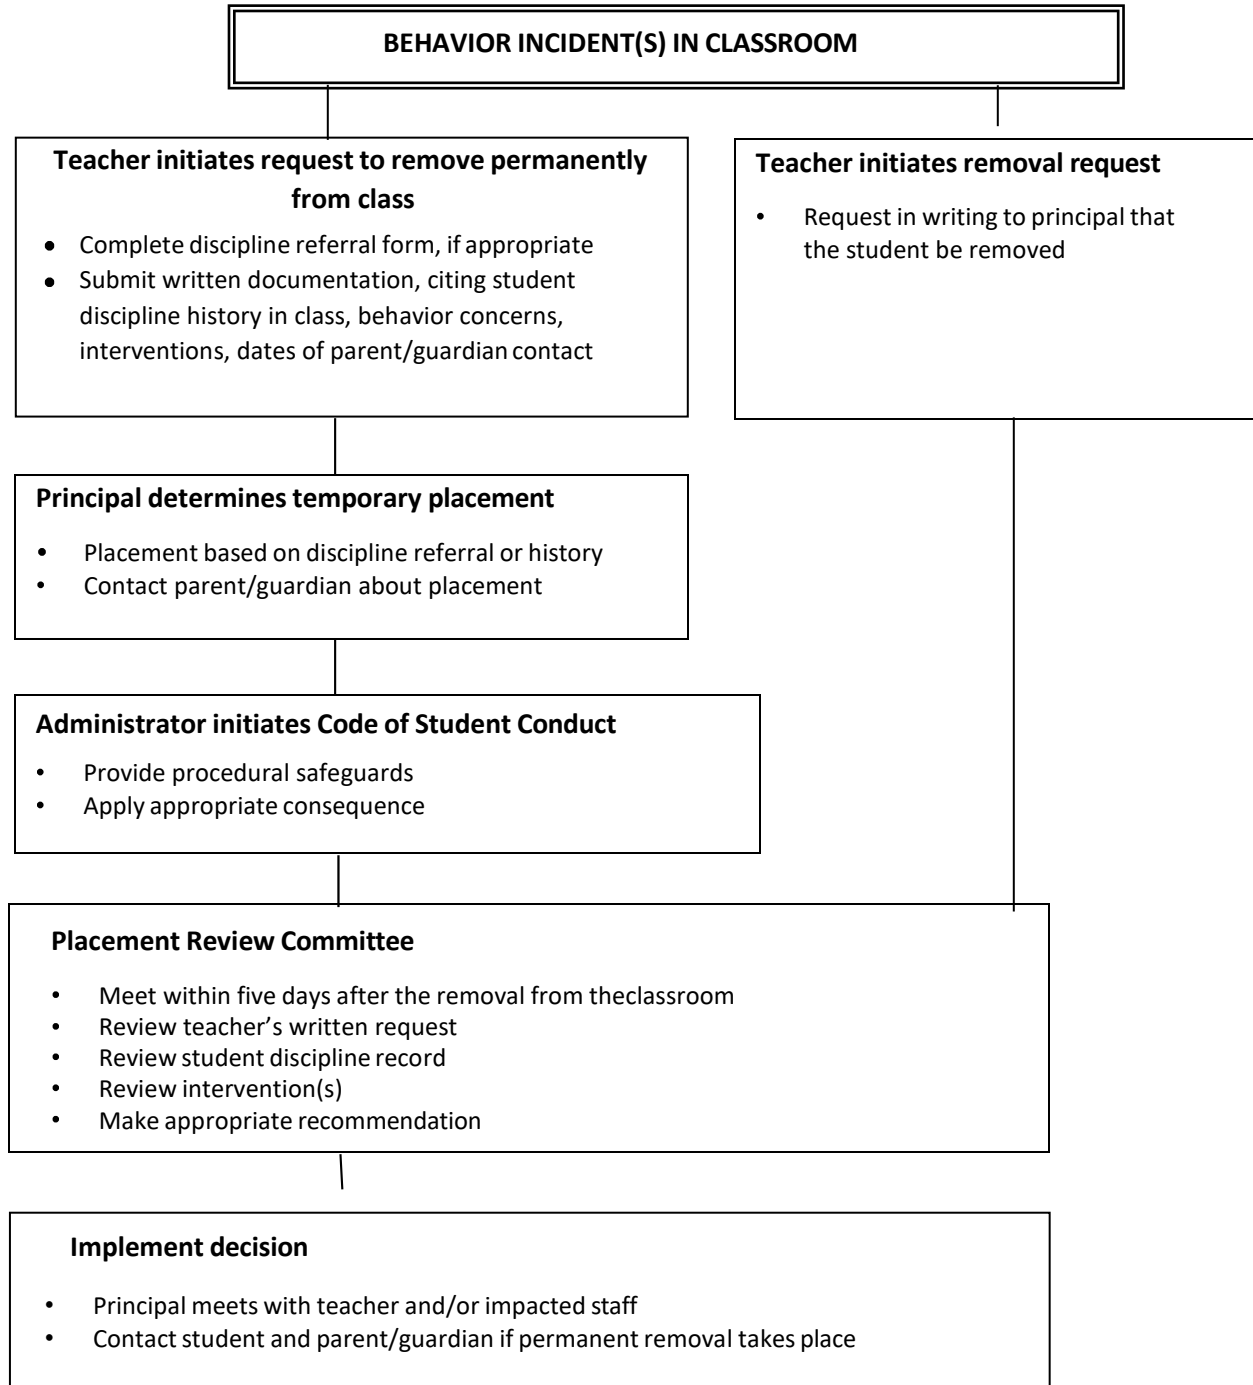 BEHAVIOR INCIDENT(S) IN CLASSROOM
Teacher initiates request to remove permanently
from class
• Complete discipline referral form, if appropriate
• Submit written documentation, citing student
discipline history in class, behavior concerns,
interventions, dates of parent/guardian contact
Teacher initiates removal request
• Request in writing to principal that
the student be removed
Principal determines temporary placement
• Placement based on discipline referral or history
• Contact parent/guardian about placement
Administrator initiates Code of Student Conduct
• Provide procedural safeguards
• Apply appropriate consequence
Placement Review Committee
• Meet within five days after the removal from theclassroom
• Review teacher’s written request
• Review student discipline record
• Review intervention(s)
• Make appropriate recommendation
Implement decision
• Principal meets with teacher and/or impacted staff
• Contact student and parent/guardian if permanent removal takes place